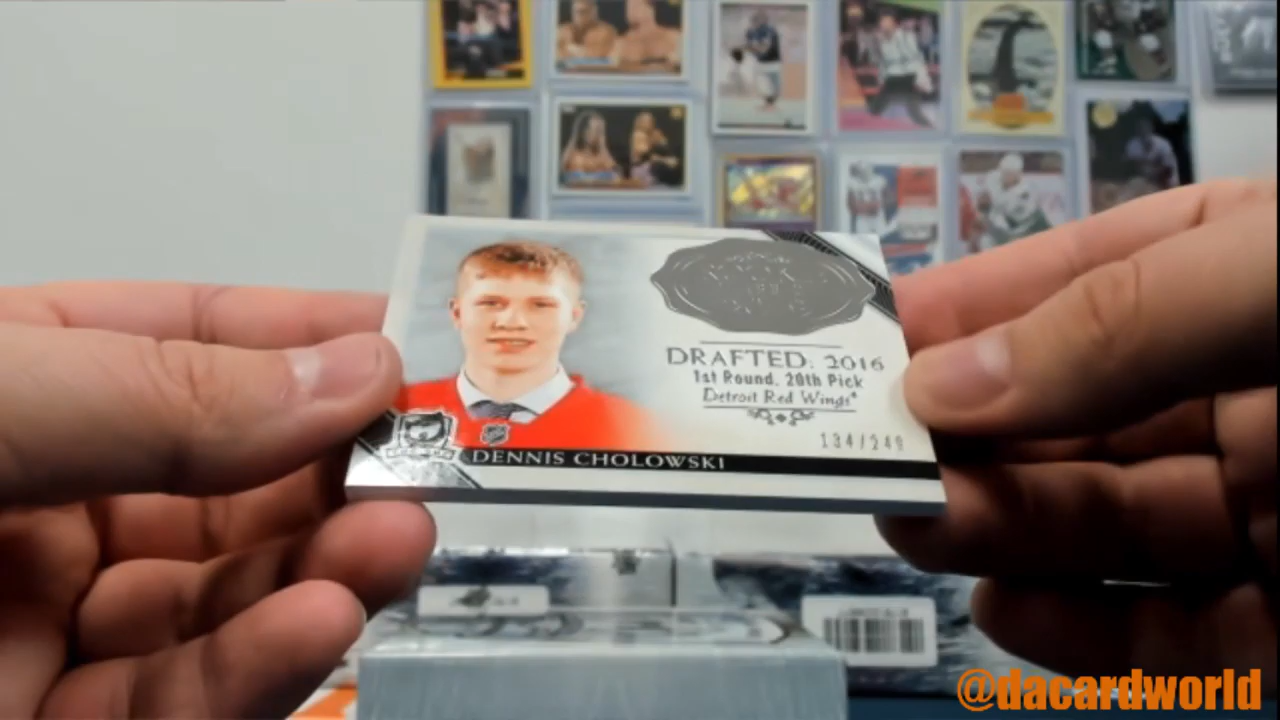 DRAFTED: 2016
1st Round, 20th Pick
Detroit Red Wings®
134/249
DENNIS CHOLOWSKI
@dacardworld